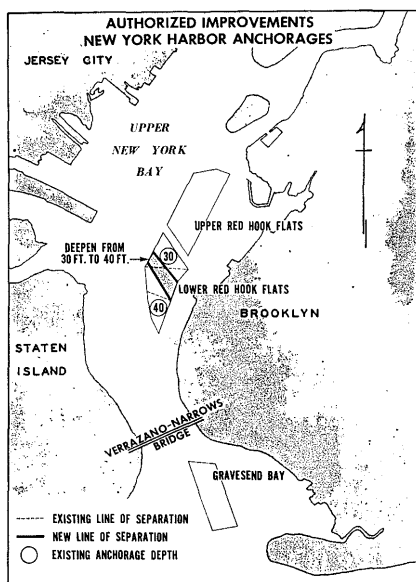 AUTHORIZED IMPROVEMENTS
NEW YORK HARBOR ANCHORAGES
JERSEY CITY
UPPER
NEW YORK
BAY
UPPER RED HOOK FLATS
DEEPEN FROM
30 FT. TO 40 FT.
30
LOWER RED HOOK FLATS
40
BROOKLYN
STATEN
ISLAND
VERRAZANO-NARROWS
BRIDGE
GRAVESEND BAY
EXISTING LINE OF SEPARATION
NEW LINE OF SEPARATION
EXISTING ANCHORAGE DEPTH